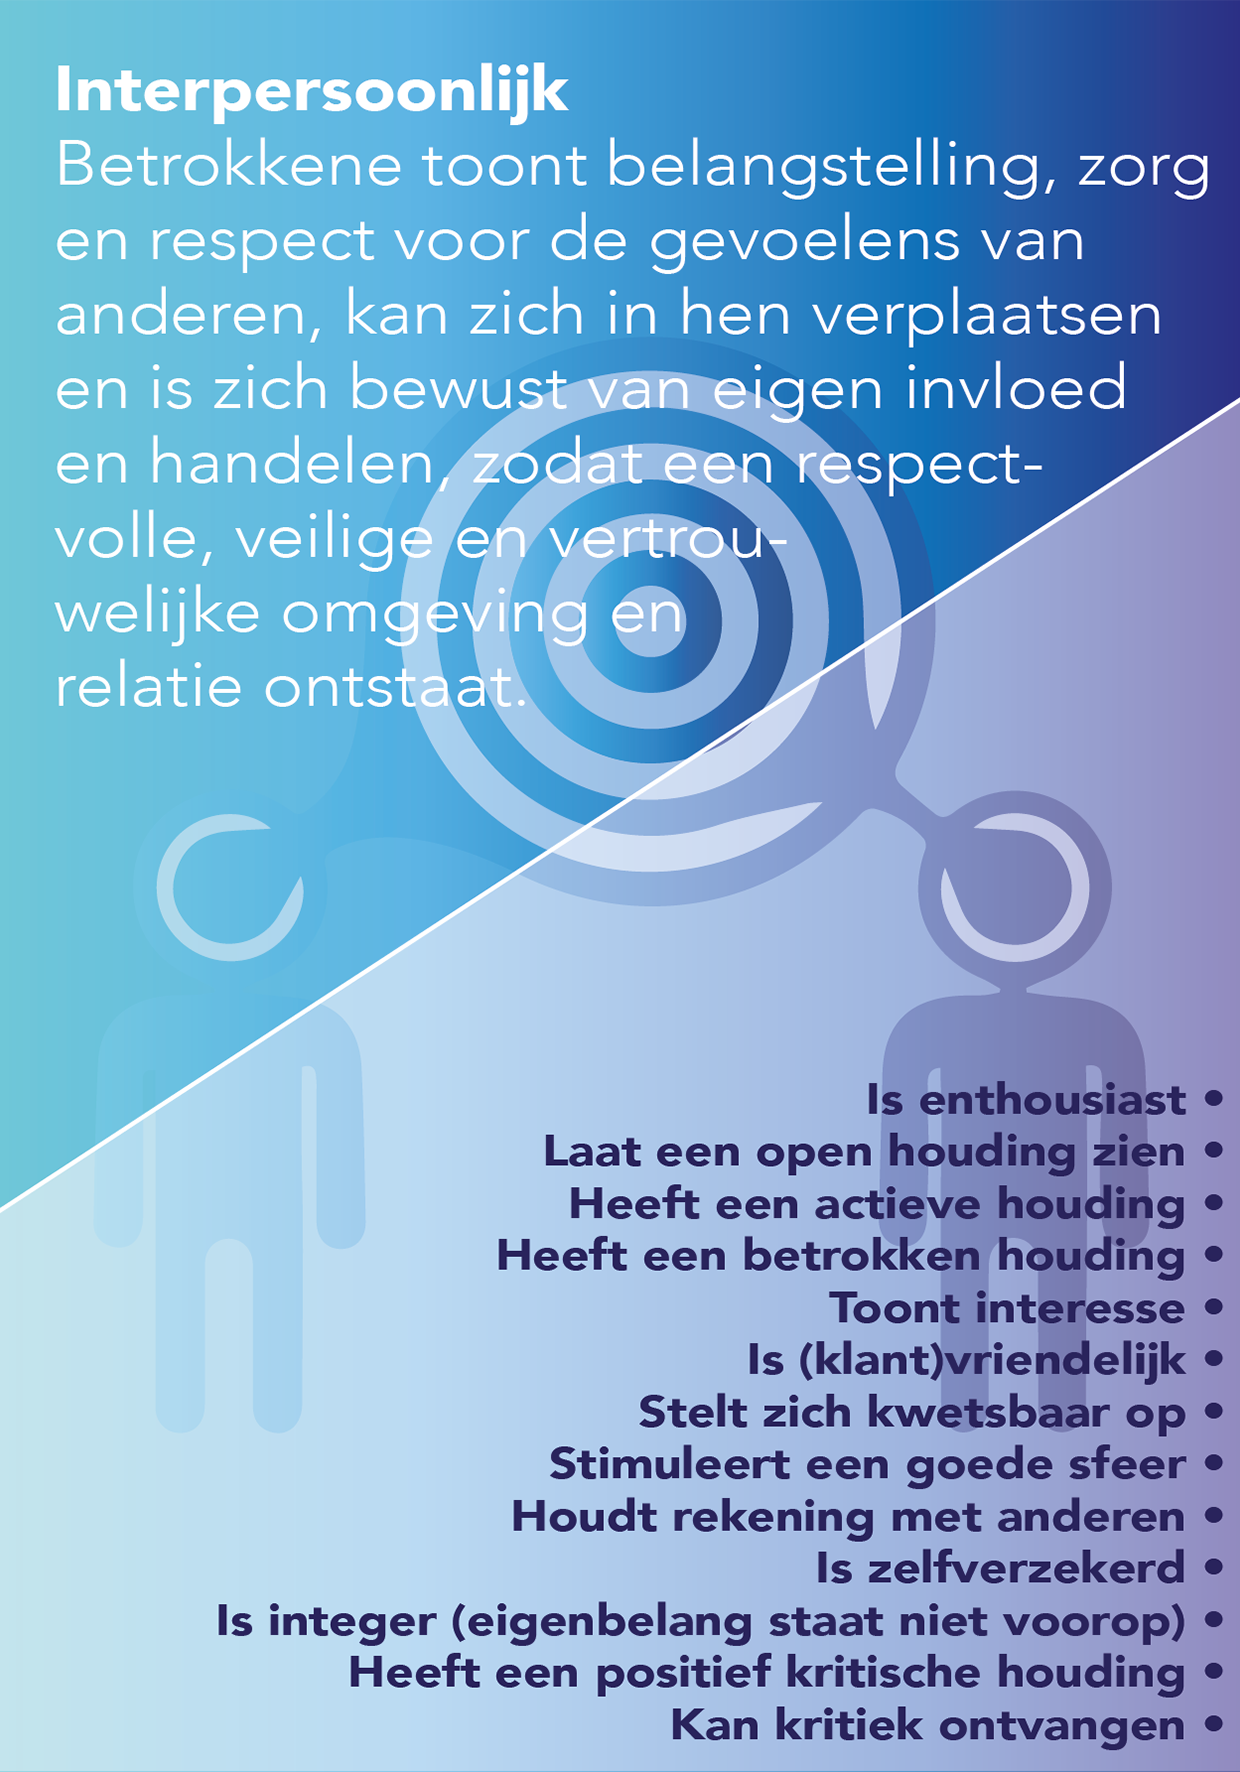 Interpersoonlijk
Betrokkene toont belangstelling, zorg
en respect voor de gevoelens van
anderen, kan zich in hen verplaatsen
en is zich bewust van eigen invloed
en handelen, zodat een respect-
volle, veilige en vertrou-
welijke omgeving en
relatie ontstaat.
Is enthousiast •
Laat een open houding zien •
Heeft een actieve houding •
Heeft een betrokken houding •
Toont interesse •
Is (klant)vriendelijk •
Stelt zich kwetsbaar op •
Stimuleert een goede sfeer •
Houdt rekening met anderen •
Is zelfverzekerd •
Is integer (eigenbelang staat niet voorop) •
Heeft een positief kritische houding •
Kan kritiek ontvangen •